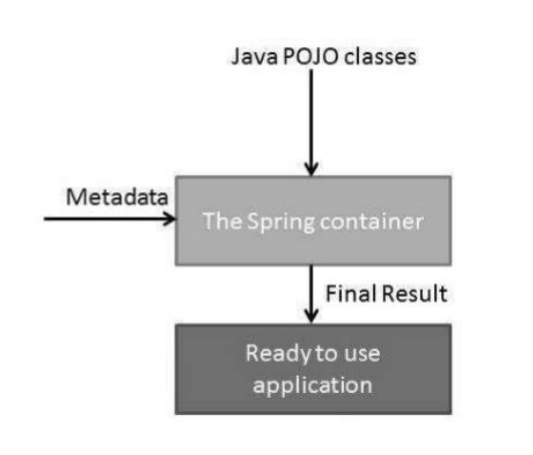 Java POJO classes
Metadata
The Spring container
Final Result
Ready to use
application